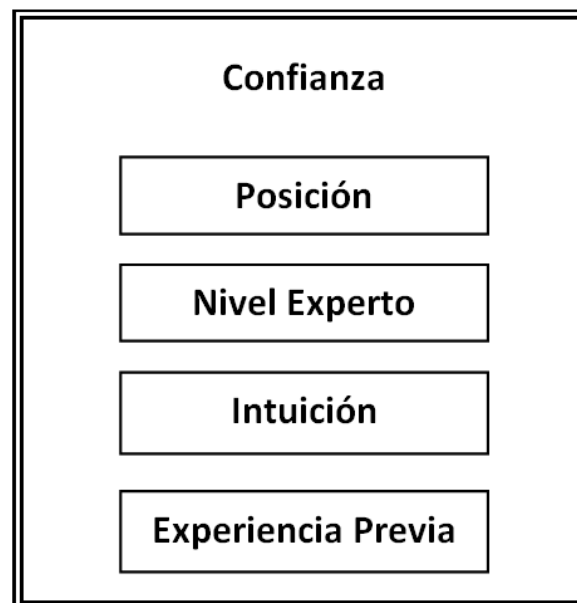 Confianza
Posición
Nivel Experto
Intuición
Experiencia Previa